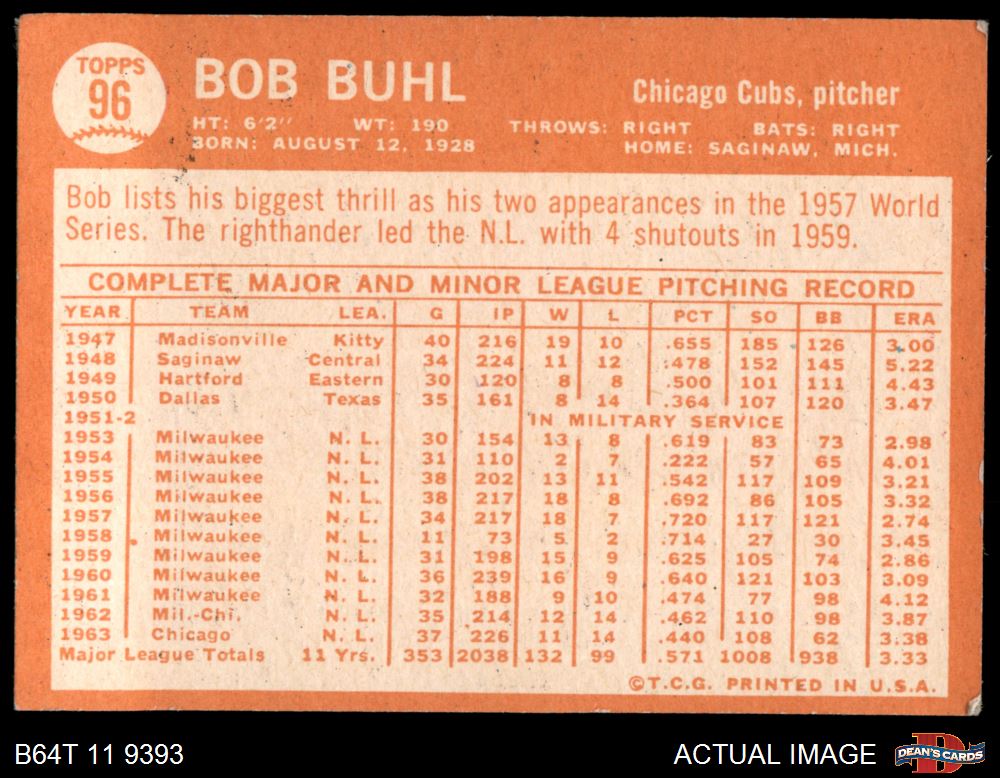 TOPPS
96
BOB BUHL
Chicago Cubs, pitcher
HT: 6'2" WT: 190 THROWS: RIGHT BATS: RIGHT
BORN: AUGUST 12, 1928 HOME: SAGINAW, MICH.
Bob lists his biggest thrill as his two appearances in the 1957 World
Series. The righthander led the N.L. with 4 shutouts in 1959.
COMPLETE MAJOR AND MINOR LEAGUE PITCHING RECORD
YEAR TEAM LEA. G IP W L PCT SO BB ERA
1947 Madisonville Kitty 40 216 19 10 .655 185 126 3.00
1948 Saginaw Central 34 224 11 12 .478 152 145 5.22
1949 Hartford Eastern 30 120 8 8 .500 101 111 4.43
1950 Dallas Texas 35 161 8 14 .364 107 120 3.47
1951-2 IN MILITARY SERVICE
1953 Milwaukee N. L. 30 154 13 8 .619 83 73 2.98
1954 Milwaukee N. L. 31 110 2 7 .222 57 65 4.01
1955 Milwaukee N. L. 38 202 13 11 .542 117 109 3.21
1956 Milwaukee N. L. 38 217 18 8 .692 86 105 3.32
1957 Milwaukee N. L. 34 217 18 7 .720 117 121 2.74
1958 Milwaukee N. L. 11 73 5 2 .714 27 30 3.45
1959 Milwaukee N. L. 31 198 15 9 .625 105 74 2.86
1960 Milwaukee N. L. 36 239 16 9 .640 121 103 3.09
1961 Milwaukee N. L. 32 188 9 10 .474 77 98 4.12
1962 Mil.-Chi. N. L. 35 214 12 14 .462 110 98 3.87
1963 Chicago N. L. 37 226 11 14 .440 108 62 3.38
Major League Totals 11 Yrs. 353 2038 132 99 .571 1008 938 3.33
©T.C.G. PRINTED IN U.S.A.
B64T 11 9393
ACTUAL IMAGE
DEAN'S CARDS